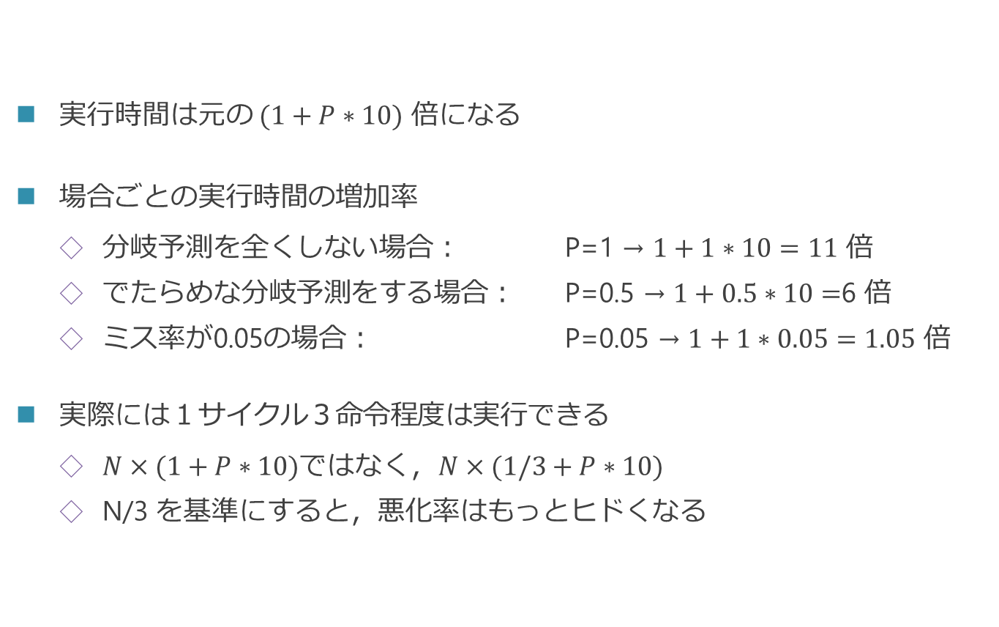 ■ 実行時間は元の (1 + P ∗ 10) 倍になる
■ 場合ごとの実行時間の増加率
◇ 分岐予測を全くしない場合： P=1 → 1 + 1 ∗ 10 = 11 倍
◇ でたらめな分岐予測をする場合： P=0.5 → 1 + 0.5 ∗ 10 =6 倍
◇ ミス率が0.05の場合： P=0.05 → 1 + 1 ∗ 0.05 = 1.05 倍
■ 実際には１サイクル３命令程度は実行できる
◇ N × (1 + P ∗ 10)ではなく，N × (1/3 + P ∗ 10)
◇ N/3 を基準にすると，悪化率はもっとヒドくなる